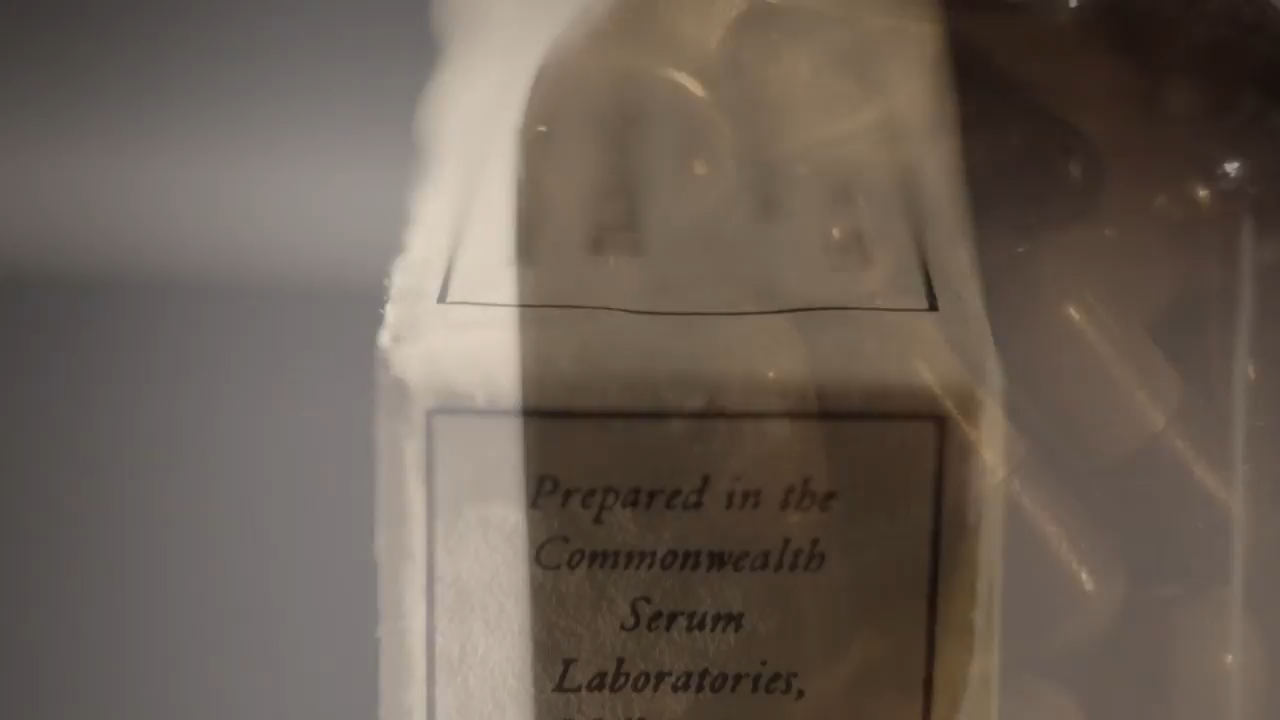 Prepared in the
Commonwealth
Serum
Laboratories,